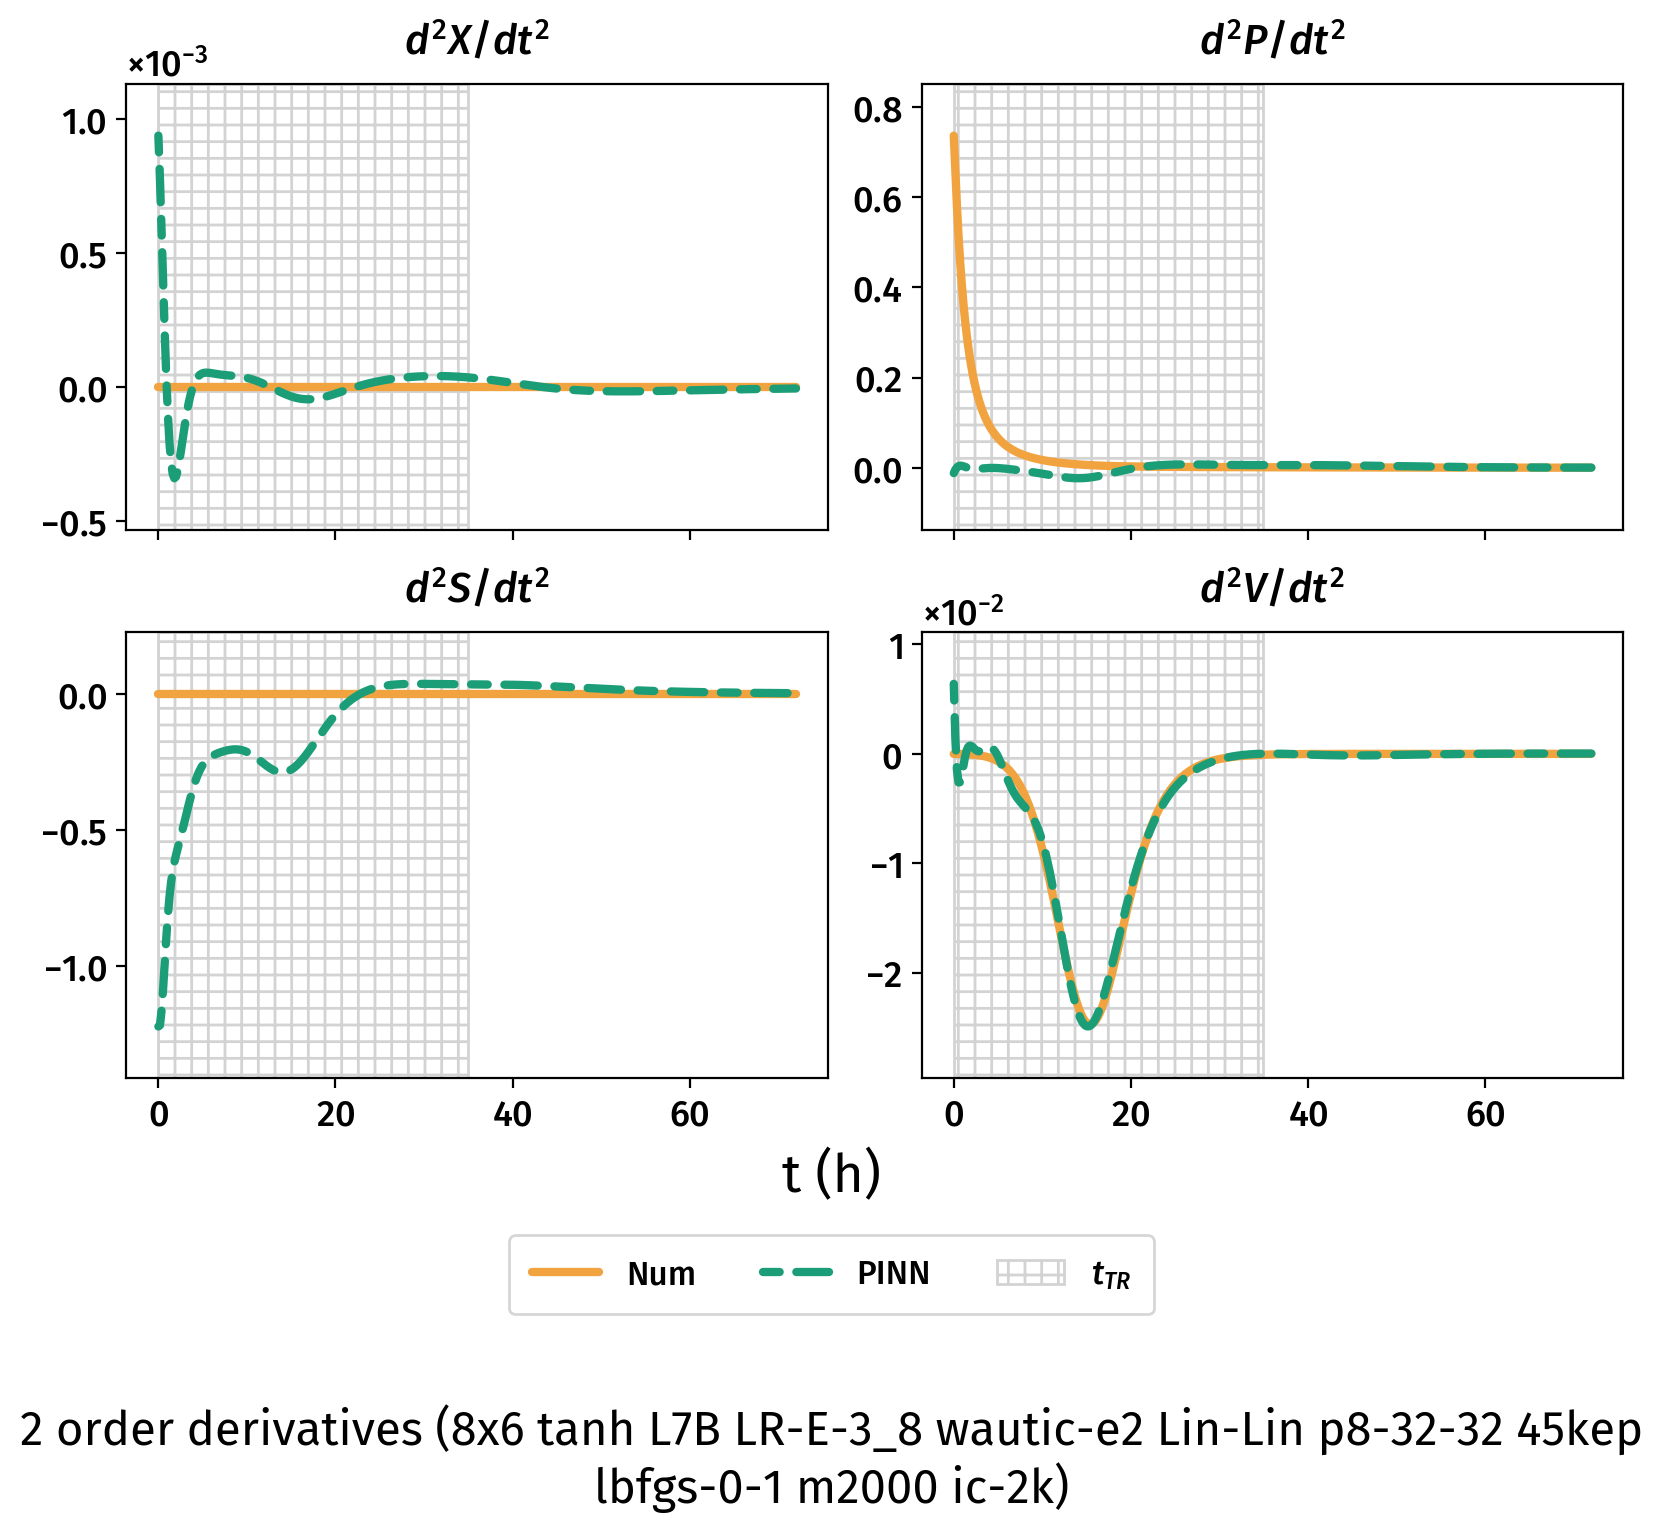 d²X/dt²
×10⁻³
1.0
0.5
0.0
−0.5
d²P/dt²
0.8
0.6
0.4
0.2
0.0
d²S/dt²
0.0
−0.5
−1.0
0 20 40 60
d²V/dt²
×10⁻²
1
0
−1
−2
0 20 40 60
t (h)
Num PINN t_TR
2 order derivatives (8x6 tanh L7B LR-E-3_8 wautic-e2 Lin-Lin p8-32-32 45kep
lbfgs-0-1 m2000 ic-2k)